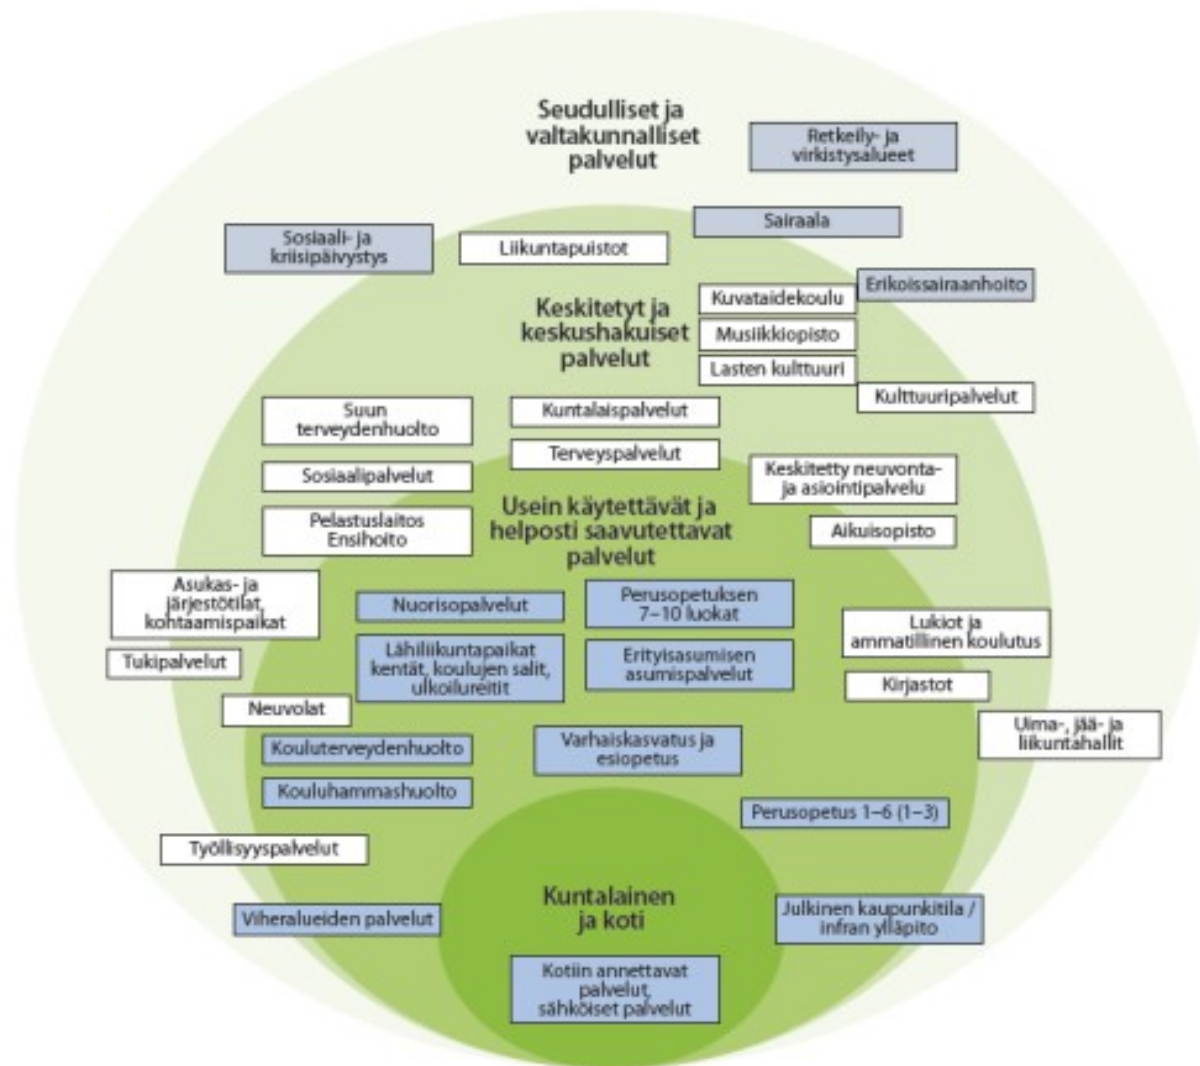 Seudulliset ja
valtakunnalliset
palvelut
Retkeily- ja
virkistysalueet
Sairaala
Sosiaali- ja
kriisipäivystys
Liikuntapuistot
Erikoissairaanhoito
Keskitetyt ja
keskushakuiset
palvelut
Kuvataidekoulu
Musiikkiopisto
Lasten kulttuuri
Kulttuuripalvelut
Suun
terveydenhuolto
Kuntalaispalvelut
Terveyspalvelut
Sosiaalipalvelut
Keskitetty neuvonta-
ja asiointipalvelu
Pelastuslaitos
Ensihoito
Usein käytettävät ja
helposti saavutettavat
palvelut
Aikuisopisto
Asukas- ja
järjestötilat,
kohtaamispaikat
Nuorisopalvelut
Perusopetuksen
7–10 luokat
Lukiot ja
ammatillinen koulutus
Tukipalvelut
Lähiliikuntapaikat
kentät, koulujen salit,
ulkoilureitit
Erityisasumisen
asumispalvelut
Kirjastot
Neuvolat
Uima-, jää- ja
liikuntahallit
Kouluterveydenhuolto
Varhaiskasvatus ja
esiopetus
Kouluhammashuolto
Perusopetus 1–6 (1–3)
Työllisyyspalvelut
Kuntalainen
ja koti
Viheralueiden palvelut
Julkinen kaupunkitila /
infran ylläpito
Kotiin annettavat
palvelut,
sähköiset palvelut